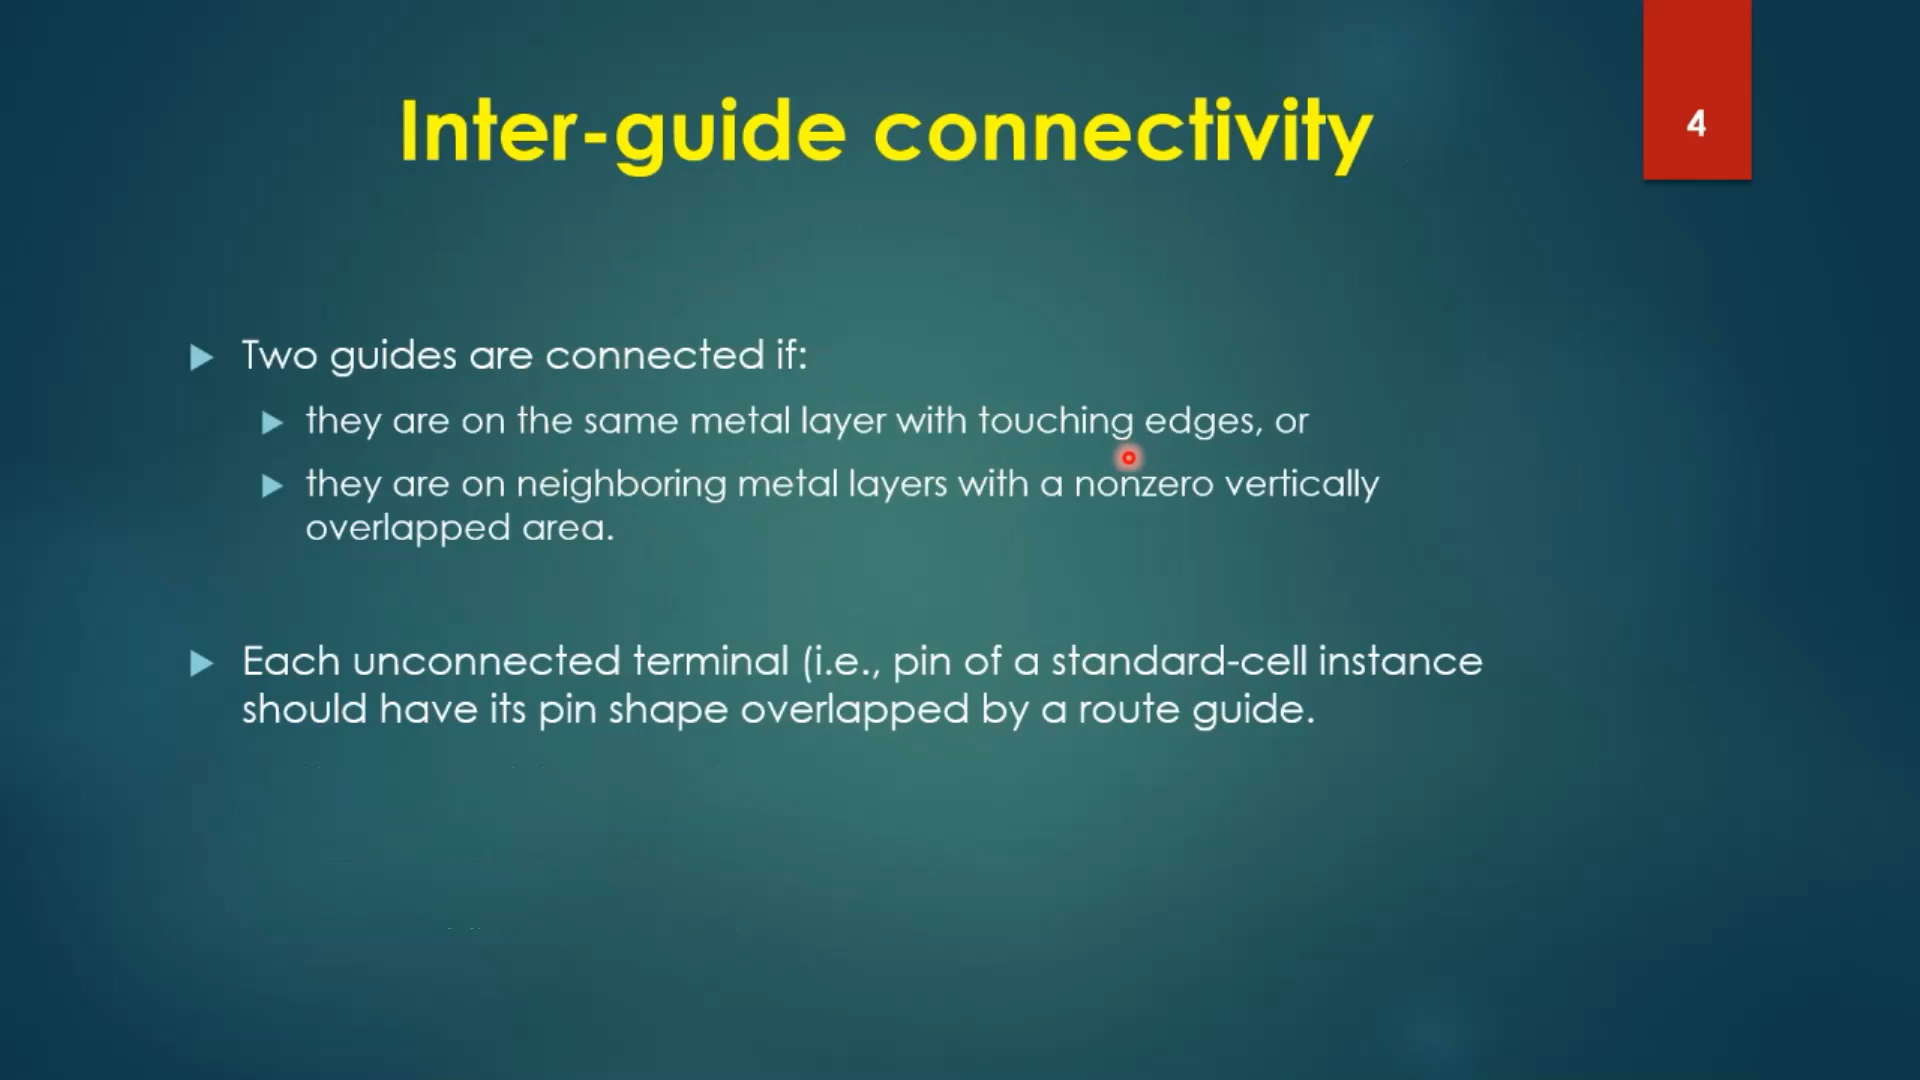 Inter-guide connectivity
4
Two guides are connected if:
they are on the same metal layer with touching edges, or
they are on neighboring metal layers with a nonzero vertically
overlapped area.
Each unconnected terminal (i.e., pin of a standard-cell instance
should have its pin shape overlapped by a route guide.